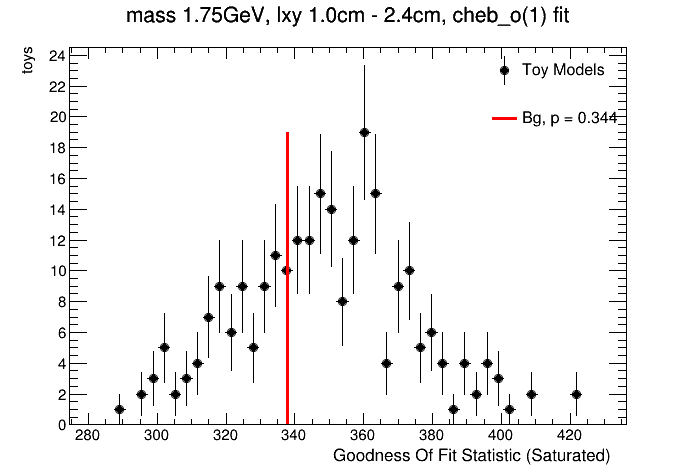 mass 1.75GeV, lxy 1.0cm - 2.4cm, cheb_o(1) fit
toys
24
22
20
18
16
14
12
10
8
6
4
2
0
Toy Models
Bg, p = 0.344
280 300 320 340 360 380 400 420
Goodness Of Fit Statistic (Saturated)